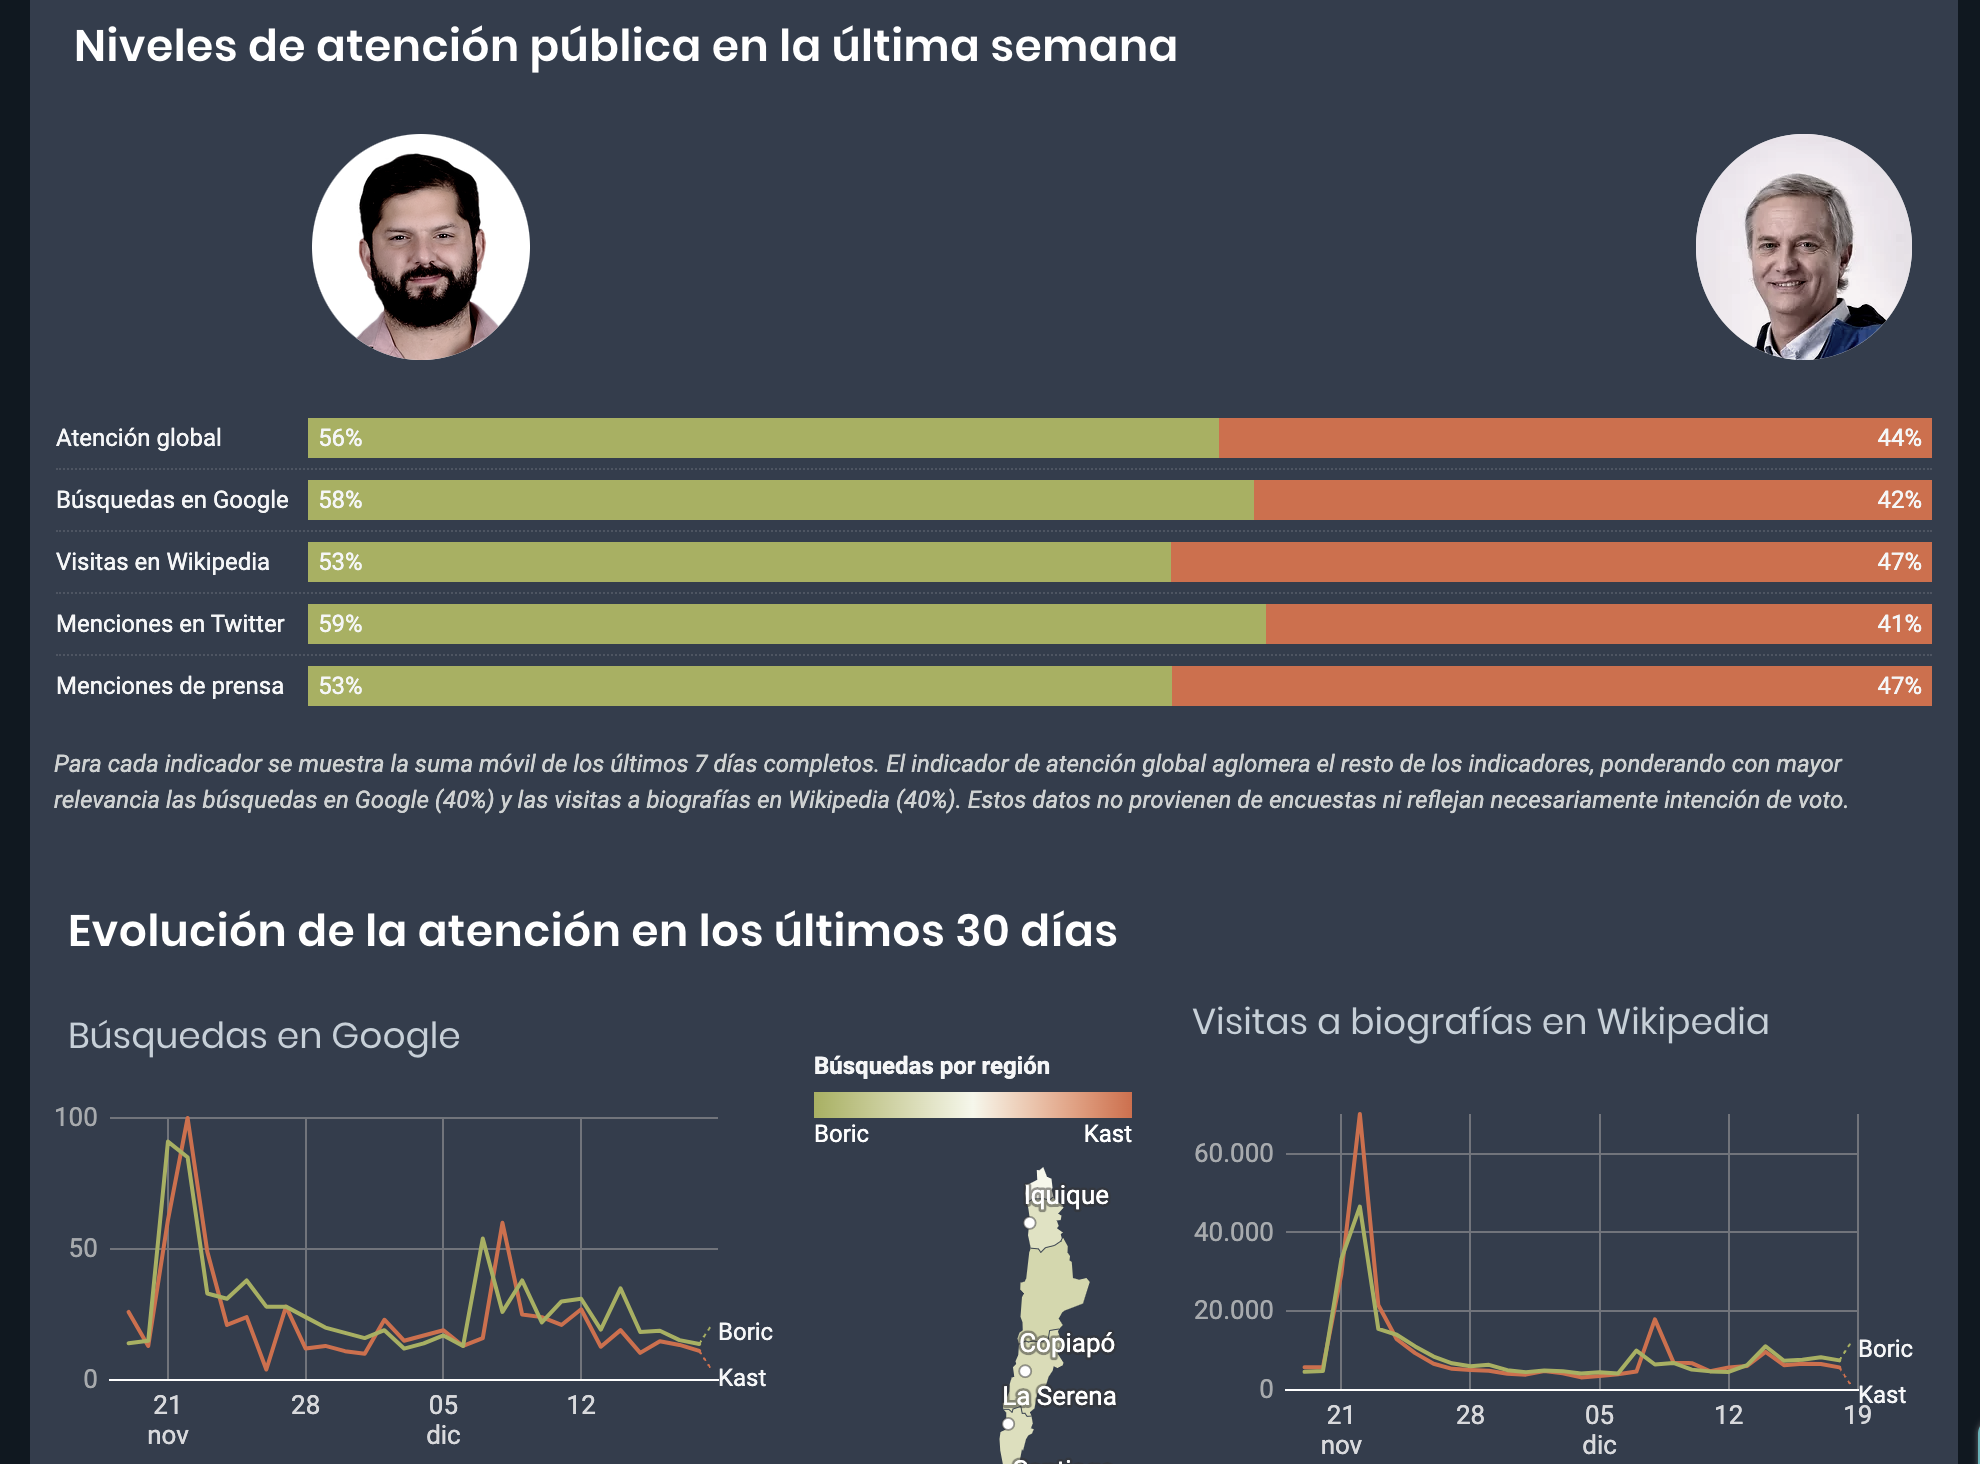 Niveles de atención pública en la última semana
Atención global 56% 44%
Búsquedas en Google 58% 42%
Visitas en Wikipedia 53% 47%
Menciones en Twitter 59% 41%
Menciones de prensa 53% 47%
Para cada indicador se muestra la suma móvil de los últimos 7 días completos. El indicador de atención global aglomera el resto de los indicadores, ponderando con mayor
relevancia las búsquedas en Google (40%) y las visitas a biografías en Wikipedia (40%). Estos datos no provienen de encuestas ni reflejan necesariamente intención de voto.
Evolución de la atención en los últimos 30 días
Búsquedas en Google
100
50
0
Boric
Kast
21 28 05 12
nov dic
Búsquedas por región
Boric Kast
Iquique
Copiapó
La Serena
Visitas a biografías en Wikipedia
60.000
40.000
20.000
0
Boric
Kast
21 28 05 12 19
nov dic